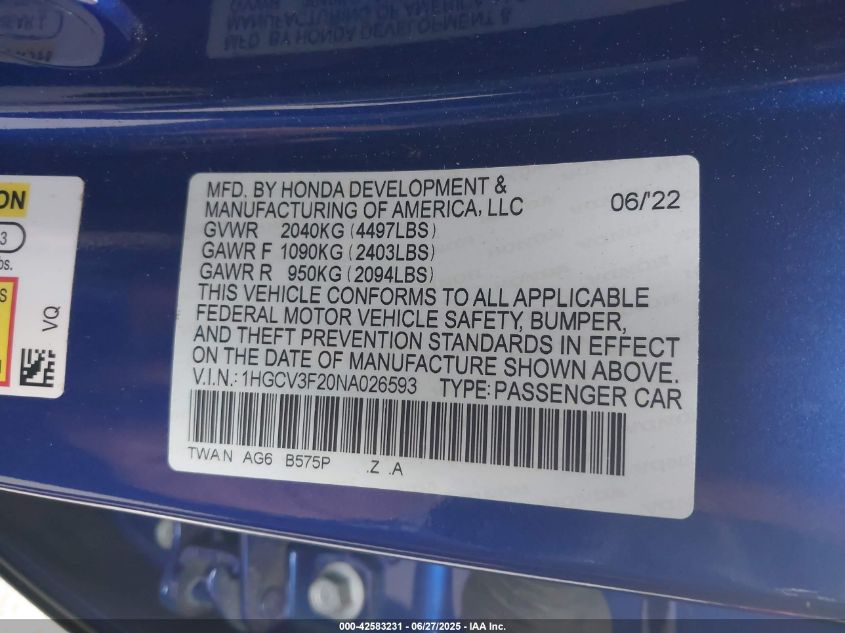 MFD. BY HONDA DEVELOPMENT &
MANUFACTURING OF AMERICA, LLC 06/'22
GVWR 2040KG (4497LBS)
GAWR F 1090KG (2403LBS)
GAWR R 950KG (2094LBS)
THIS VEHICLE CONFORMS TO ALL APPLICABLE
FEDERAL MOTOR VEHICLE SAFETY, BUMPER,
AND THEFT PREVENTION STANDARDS IN EFFECT
ON THE DATE OF MANUFACTURE SHOWN ABOVE.
V.I.N.: 1HGCV3F20NA026593 TYPE: PASSENGER CAR
TWAN AG6 B575P .Z .A
ON
3
bs.
S
VQ
000-42583231 - 06/27/2025 - IAA Inc.